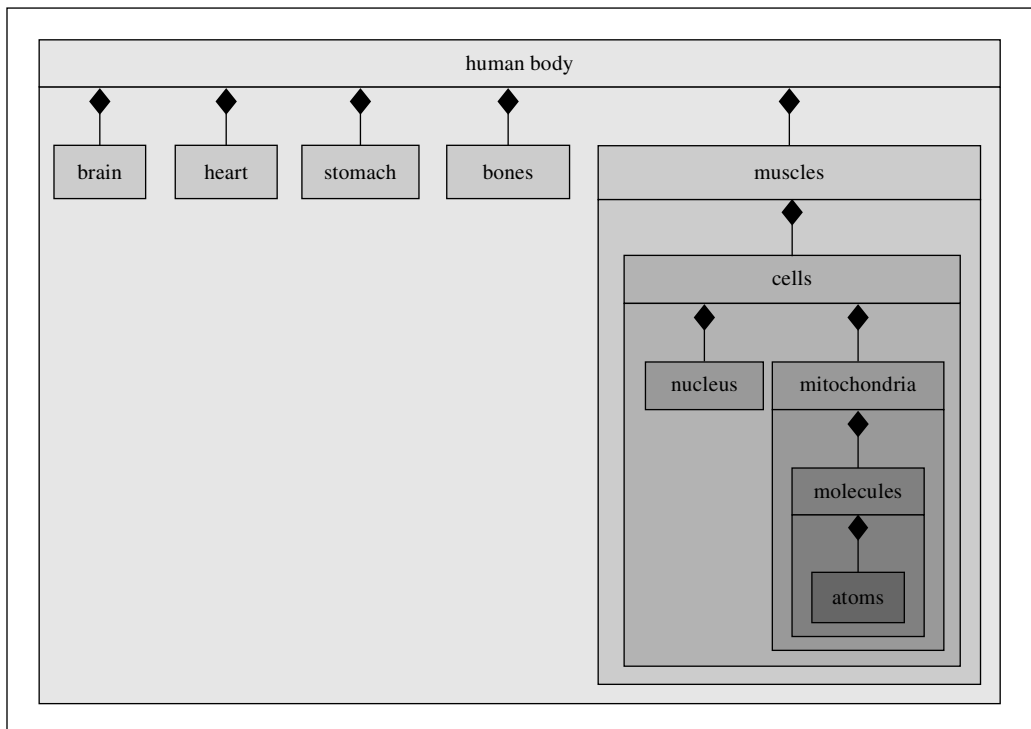 human body
brain
heart
stomach
bones
muscles
cells
nucleus
mitochondria
molecules
atoms